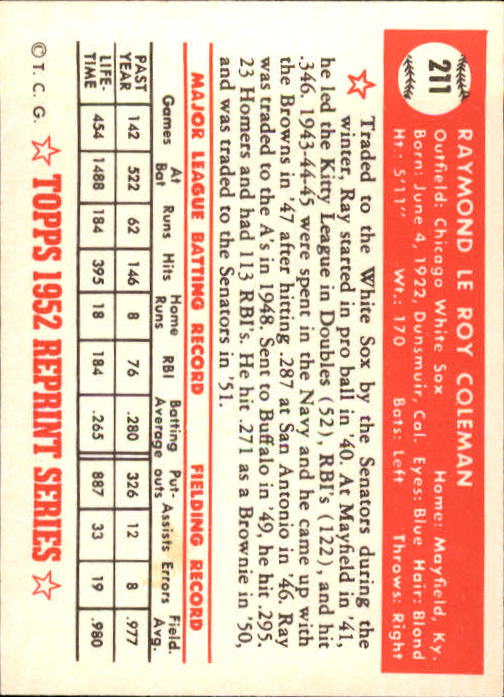 211
RAYMOND LE ROY COLEMAN
Outfield: Chicago White Sox Home: Mayfield, Ky.
Born: June 4, 1922, Dunsmuir, Cal. Eyes: Blue Hair: Blond
Ht.: 5'11" Wt.: 170 Bats: Left Throws: Right
Traded to the White Sox by the Senators during the
winter, Ray started in pro ball in '40. At Mayfield in '41,
he led the Kitty League in Doubles (52), RBI's (122), and hit
.346. 1943-44-45 were spent in the Navy and he came up with
the Browns in '47 after hitting .287 at San Antonio in '46. Ray
was traded to the A's in 1948. Sent to Buffalo in '49, he hit .295.
23 Homers and had 113 RBI's. He hit .271 as a Brownie in '50,
and was traded to the Senators in '51.
MAJOR LEAGUE BATTING RECORD FIELDING RECORD
Games At Bat Runs Hits Home Runs RBI Batting Average Put-outs Assists Errors Field. Avg.
PAST YEAR 142 522 62 146 8 76 .280 326 12 8 .977
LIFE-TIME 454 1488 184 395 18 184 .265 887 33 19 .980
© T. C. G. TOPPS 1952 REPRINT SERIES